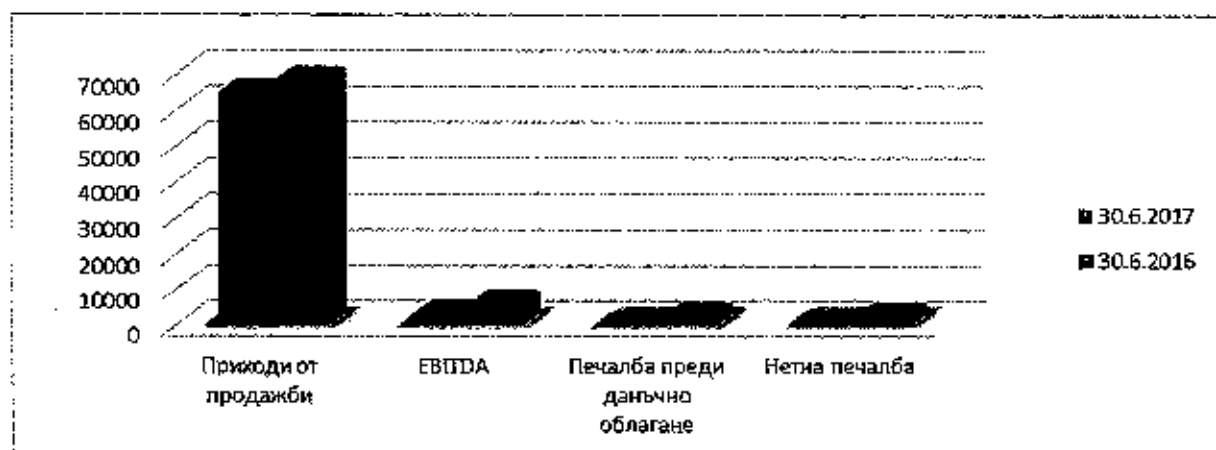 70000
60000
50000
40000
30000
20000
10000
0
Приходи от
продажби
EBITDA
Печалба преди
данъчно
облагане
Нетна печалба
30.6.2017
30.6.2016